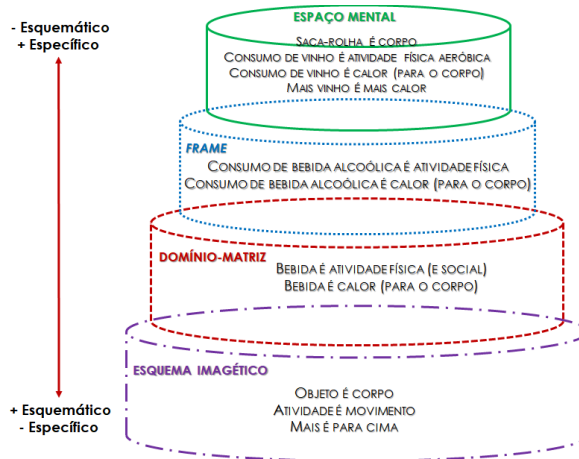 ESPAÇO MENTAL
- Esquemático
+ Específico
SACA-ROLHA É CORPO
CONSUMO DE VINHO É ATIVIDADE FÍSICA AERÓBICA
CONSUMO DE VINHO É CALOR (PARA O CORPO)
MAIS VINHO É MAIS CALOR
FRAME
CONSUMO DE BEBIDA ALCOÓLICA É ATIVIDADE FÍSICA
CONSUMO DE BEBIDA ALCOÓLICA É CALOR (PARA O CORPO)
DOMÍNIO-MATRIZ
BEBIDA É ATIVIDADE FÍSICA (E SOCIAL)
BEBIDA É CALOR (PARA O CORPO)
ESQUEMA IMAGÉTICO
OBJETO É CORPO
ATIVIDADE É MOVIMENTO
MAIS É PARA CIMA
+ Esquemático
- Específico